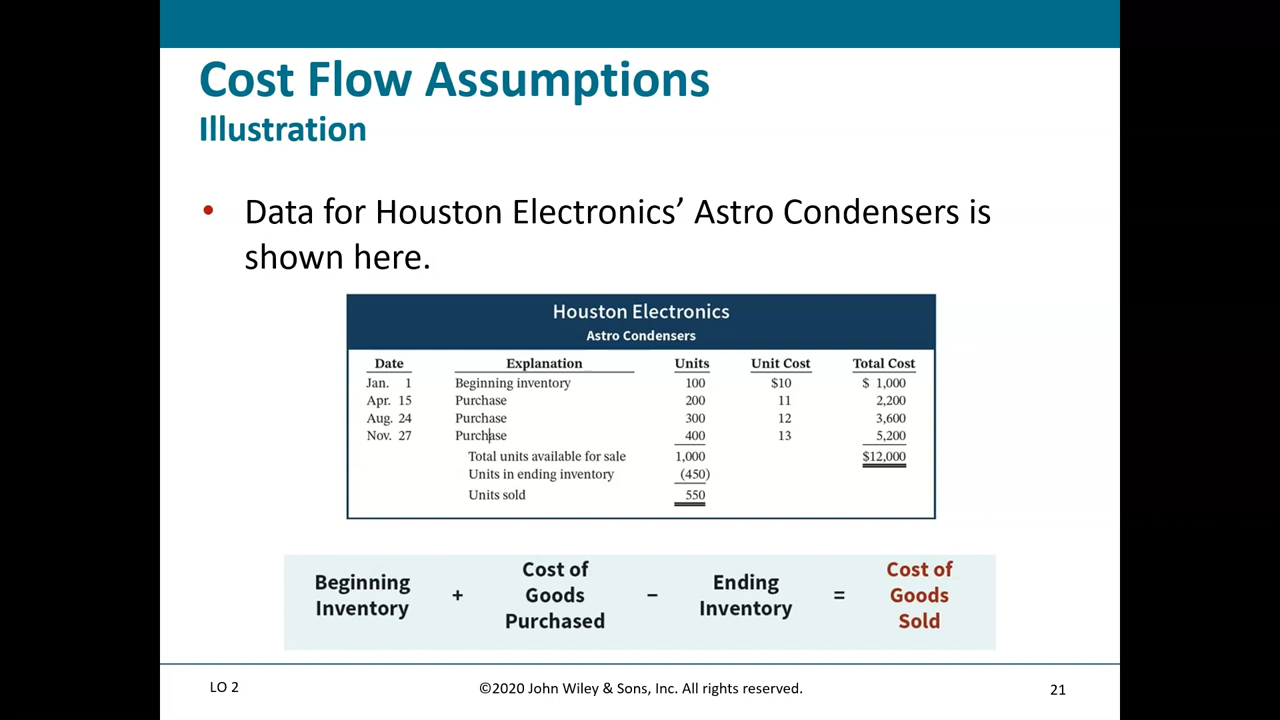 Cost Flow Assumptions
Illustration
• Data for Houston Electronics’ Astro Condensers is
shown here.
Houston Electronics
Astro Condensers
Date Explanation Units Unit Cost Total Cost
Jan. 1 Beginning inventory 100 $10 $ 1,000
Apr. 15 Purchase 200 11 2,200
Aug. 24 Purchase 300 12 3,600
Nov. 27 Purchase 400 13 5,200
Total units available for sale 1,000 $12,000
Units in ending inventory (450)
Units sold 550
Beginning Inventory + Cost of Goods Purchased − Ending Inventory = Cost of Goods Sold
LO 2 ©2020 John Wiley & Sons, Inc. All rights reserved. 21